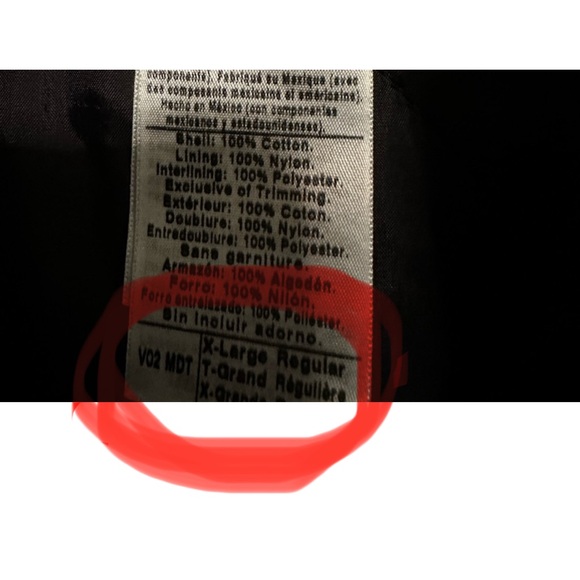 componente). Fabriqué au Mexique (avec
des composants mexicains et américains).
Hecho en México (con componentes
mexicanos y estadounidenses).
Shell: 100% Cotton.
Lining: 100% Nylon.
Interlining: 100% Polyester.
Exclusive of Trimming.
Extérieur: 100% Coton.
Doublure: 100% Nylon.
Entredoublure: 100% Polyester.
Sans garniture.
Armazón: 100% Algodón.
Forro: 100% Nilón.
Forro entrelazado: 100% Poliéster.
Sin incluir adorno.
V02 MDT
X-Large Regular
T-Grand Régulière
X-Grande